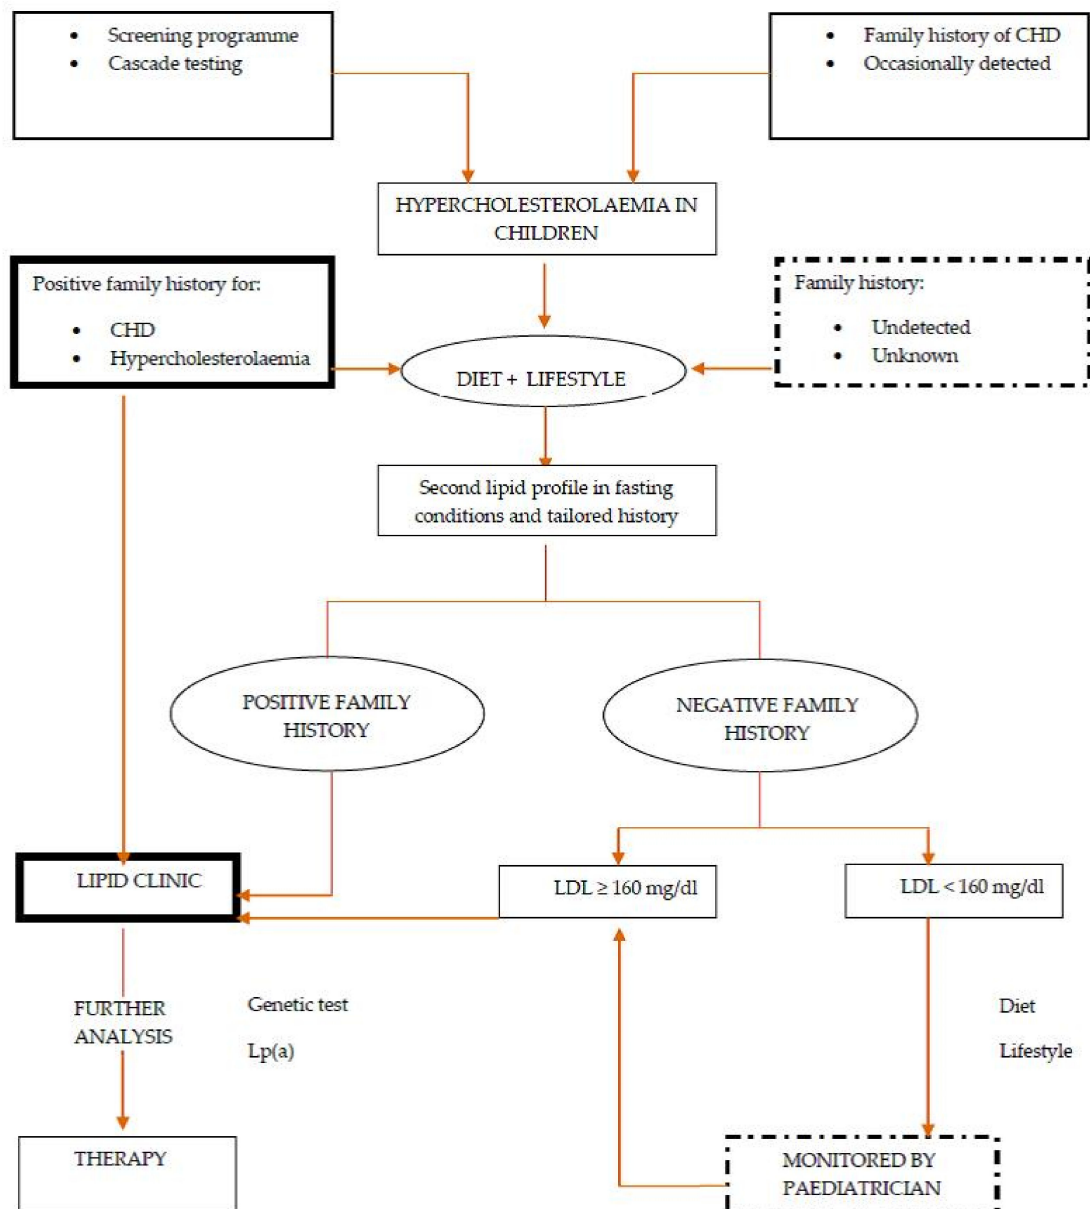 • Screening programme
• Cascade testing
• Family history of CHD
• Occasionally detected
HYPERCHOLESTEROLAEMIA IN
CHILDREN
Positive family history for:
• CHD
• Hypercholesterolaemia
DIET + LIFESTYLE
Family history:
• Undetected
• Unknown
Second lipid profile in fasting
conditions and tailored history
POSITIVE FAMILY
HISTORY
NEGATIVE FAMILY
HISTORY
LIPID CLINIC
LDL ≥ 160 mg/dl
LDL < 160 mg/dl
FURTHER
ANALYSIS
Genetic test
Lp(a)
Diet
Lifestyle
THERAPY
MONITORED BY
PAEDIATRICIAN